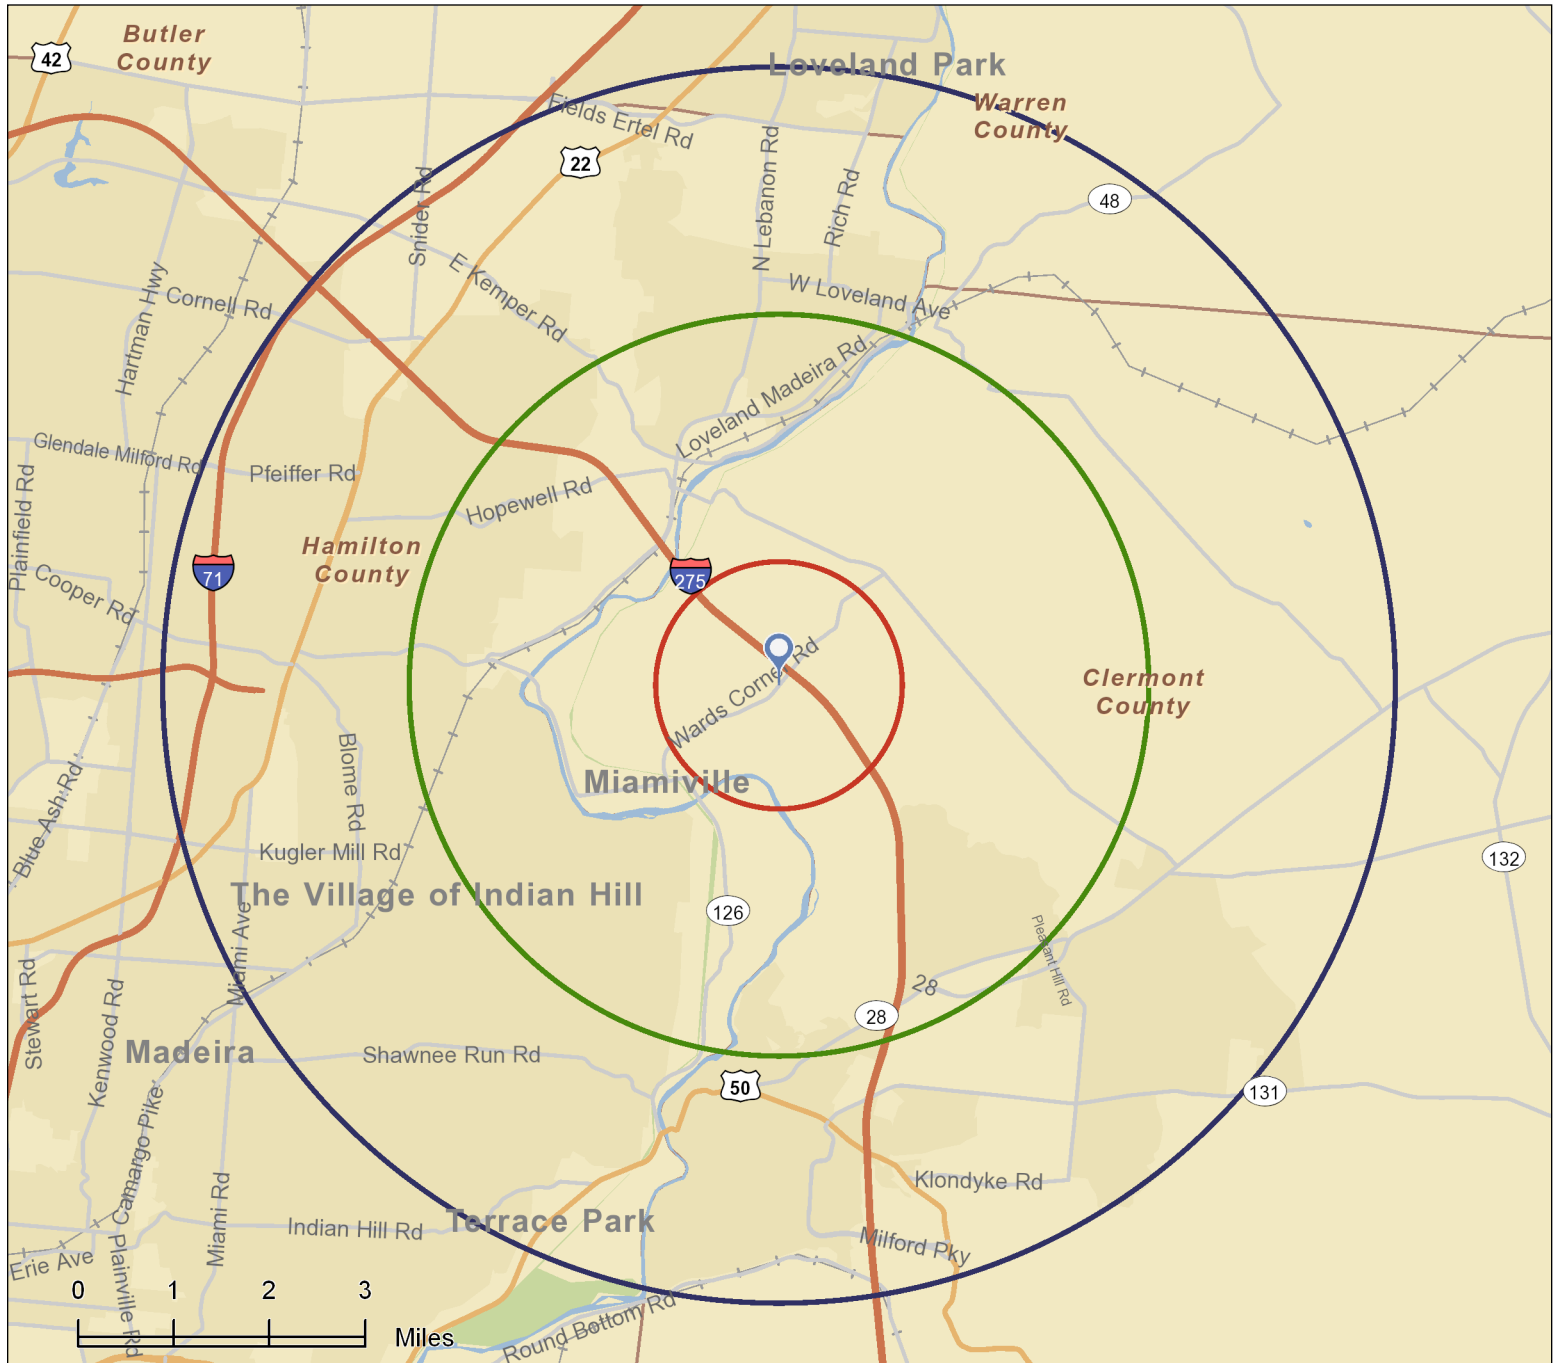 Butler
County
42
Loveland Park
Warren
County
Fields Ertel Rd
22
N Lebanon Rd
Rich Rd
Snider Rd
48
E Kemper Rd
W Loveland Ave
Hartman Hwy
Cornell Rd
Loveland Madeira Rd
Glendale Milford Rd
Pfeiffer Rd
Plainfield Rd
Hopewell Rd
Hamilton
County
71
275
Cooper Rd
Wards Corner Rd
Clermont
County
Blome Rd
Miamiville
Blue Ash Rd
Kugler Mill Rd
132
The Village of Indian Hill
126
Miami Ave
Pleasant Hill Rd
28
28
Stewart Rd
Kenwood Rd
Madeira
Shawnee Run Rd
50
131
Camargo Pike
Klondyke Rd
Miami Rd
Indian Hill Rd
Terrace Park
Milford Pky
Erie Ave
Plainville Rd
0 1 2 3
Miles
Round Bottom Rd